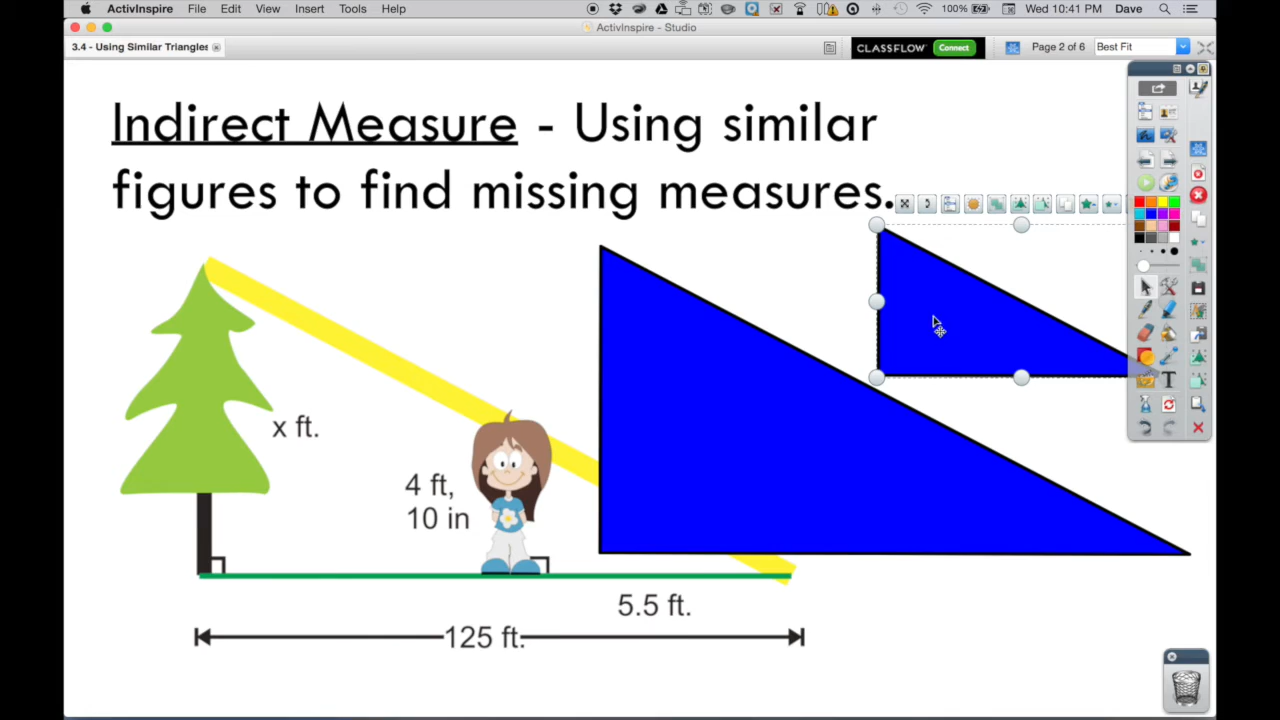 ActivInspire File Edit View Insert Tools Help 100% Wed 10:41 PM Dave
ActivInspire - Studio
3.4 - Using Similar Triangles CLASSFLOW Connect Page 2 of 6 Best Fit
Indirect Measure - Using similar
figures to find missing measures.
x ft.
4 ft,
10 in
5.5 ft.
125 ft.
T